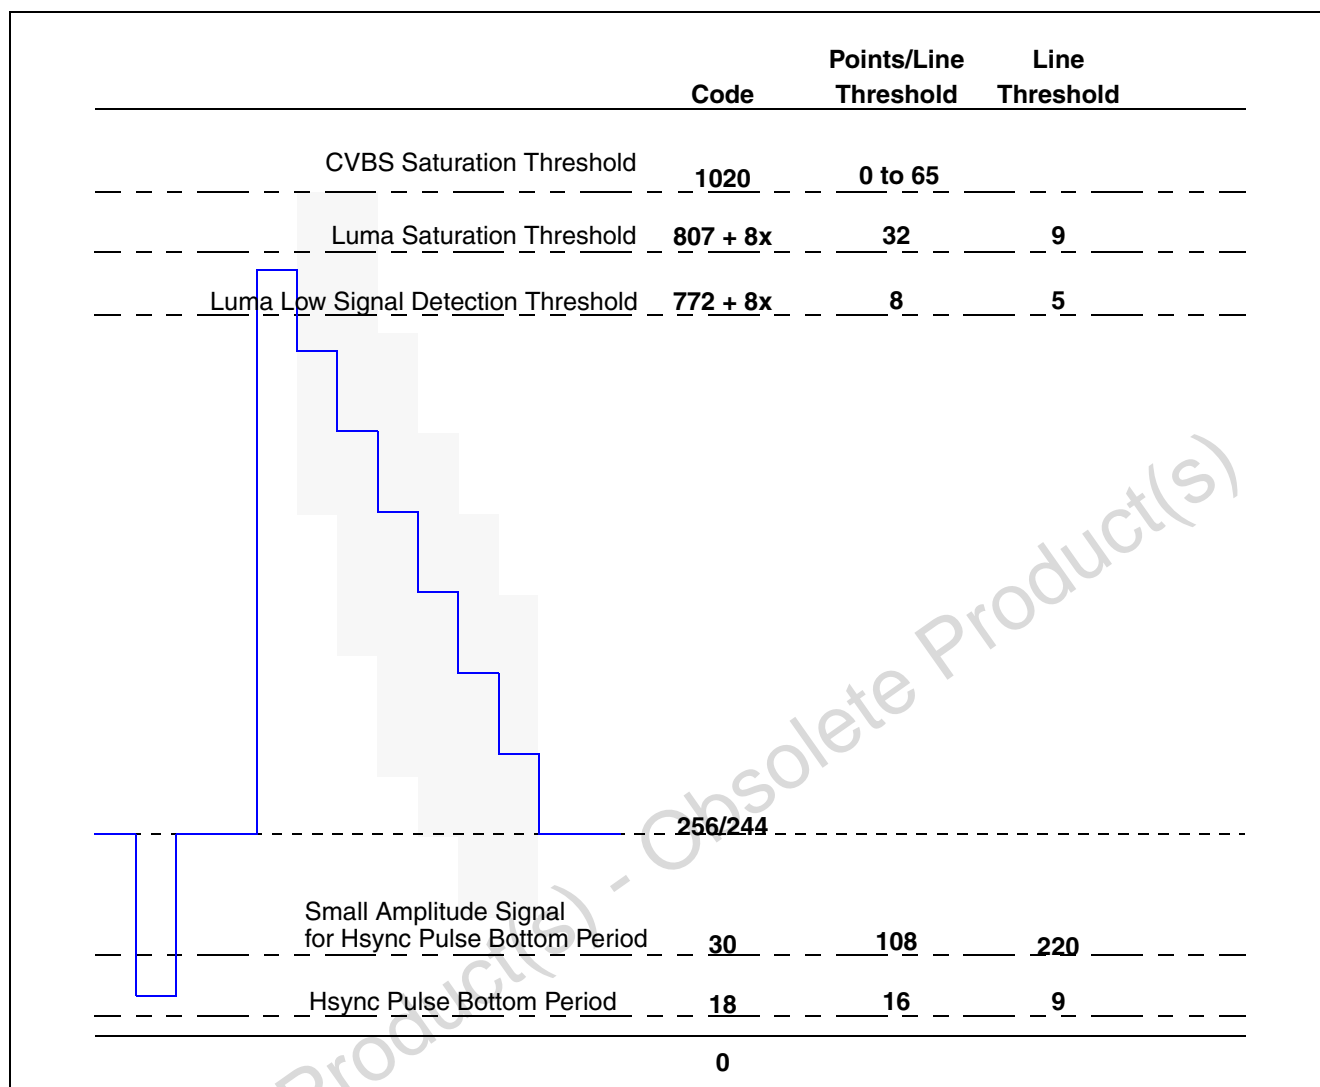 Points/Line Line
Code Threshold Threshold
CVBS Saturation Threshold 1020 0 to 65
Luma Saturation Threshold 807 + 8x 32 9
Luma Low Signal Detection Threshold 772 + 8x 8 5
256/244
Small Amplitude Signal
for Hsync Pulse Bottom Period 30 108 220
Hsync Pulse Bottom Period 18 16 9
0
Product(s) - Obsolete Product(s)